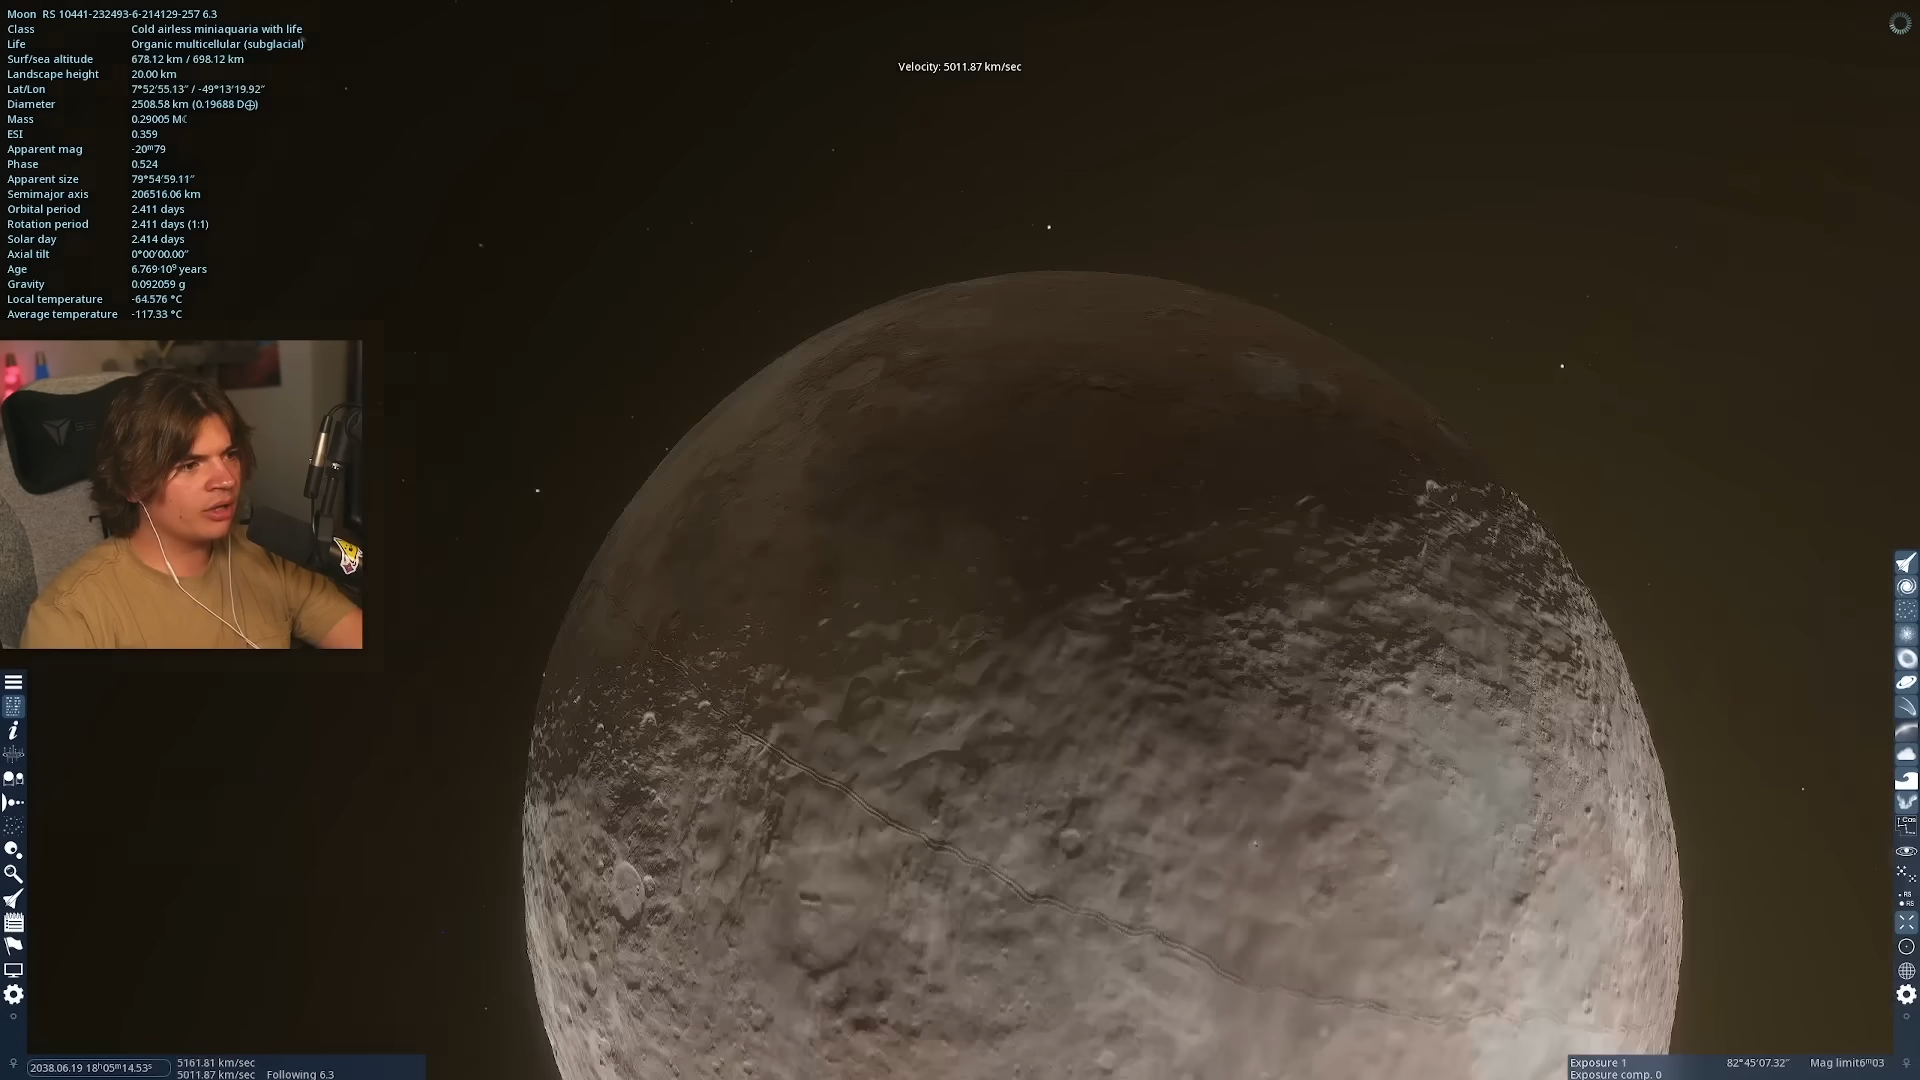 Moon RS 10441-232493-6-214129-257 6.3
Class Cold airless miniaquaria with life
Life Organic multicellular (subglacial)
Surf/sea altitude 678.12 km / 698.12 km
Landscape height 20.00 km
Lat/Lon 7°52′55.13″ / -49°13′19.92″
Diameter 2508.58 km (0.19688 D⊕)
Mass 0.29005 M☾
ESI 0.359
Apparent mag -20ᵐ79
Phase 0.524
Apparent size 79°54′59.11″
Semimajor axis 206516.06 km
Orbital period 2.411 days
Rotation period 2.411 days (1:1)
Solar day 2.414 days
Axial tilt 0°00′00.00″
Age 6.769·10⁹ years
Gravity 0.092059 g
Local temperature -64.576 °C
Average temperature -117.33 °C
Velocity: 5011.87 km/sec
RS
RS
2038.06.19 18ʰ05ᵐ14.53ˢ
5161.81 km/sec
5011.87 km/sec Following 6.3
Exposure 1 82°45′07.32″ Mag limit6ᵐ03
Exposure comp. 0